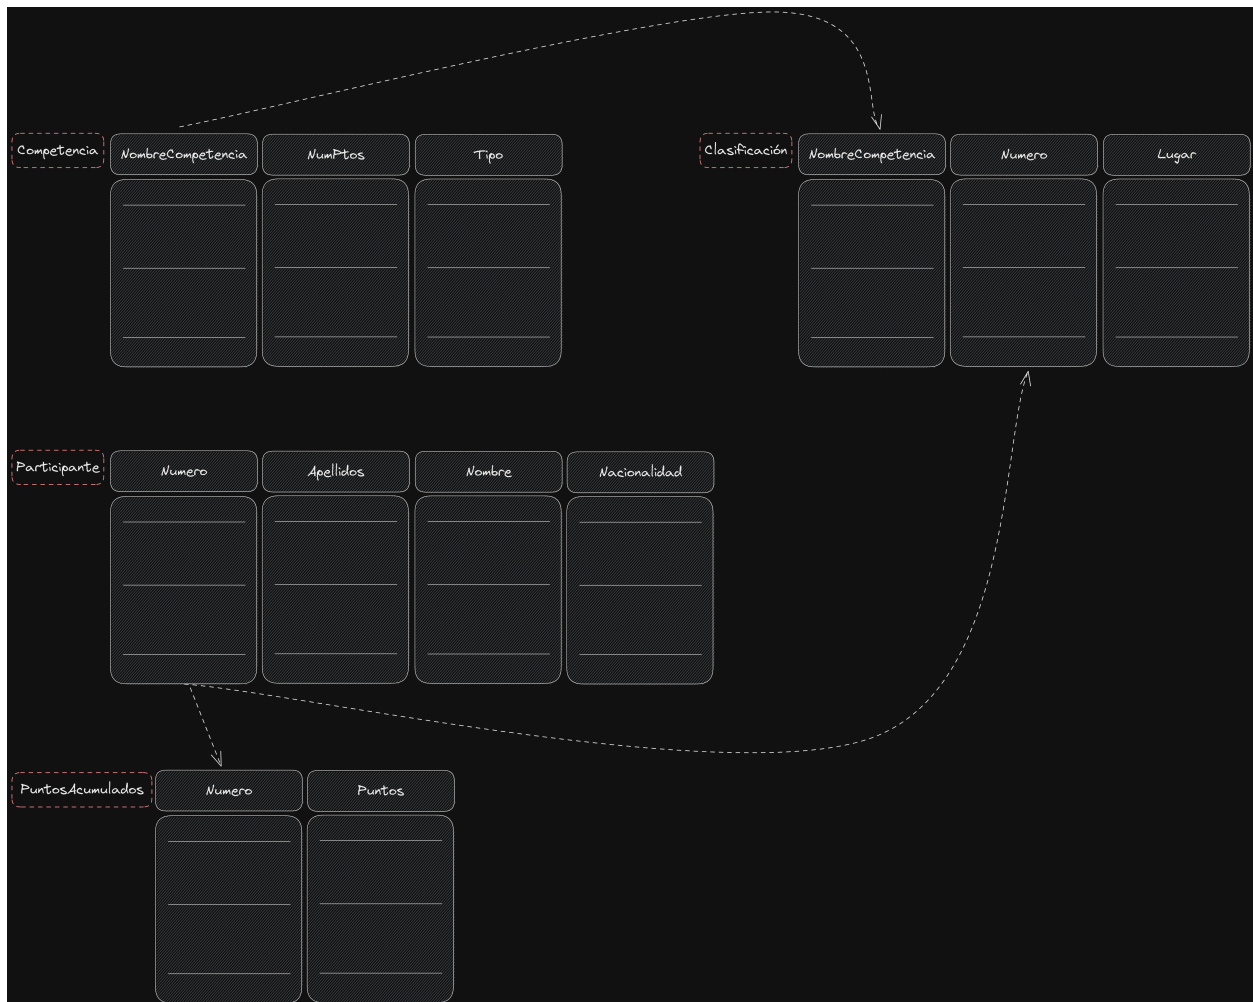 Competencia
NombreCompetencia
NumPtos
Tipo
Clasificación
NombreCompetencia
Numero
Lugar
Participante
Numero
Apellidos
Nombre
Nacionalidad
PuntosAcumulados
Numero
Puntos